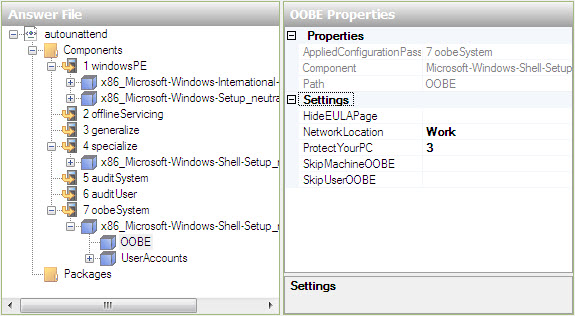 Answer File
autounattend
Components
1 windowsPE
x86_Microsoft-Windows-International-
x86_Microsoft-Windows-Setup_neutra
2 offlineServicing
3 generalize
4 specialize
x86_Microsoft-Windows-Shell-Setup_
5 auditSystem
6 auditUser
7 oobeSystem
x86_Microsoft-Windows-Shell-Setup_
OOBE
UserAccounts
Packages
OOBE Properties
Properties
AppliedConfigurationPass 7 oobeSystem
Component Microsoft-Windows-Shell-Setup
Path OOBE
Settings
HideEULAPage
NetworkLocation Work
ProtectYourPC 3
SkipMachineOOBE
SkipUserOOBE
Settings